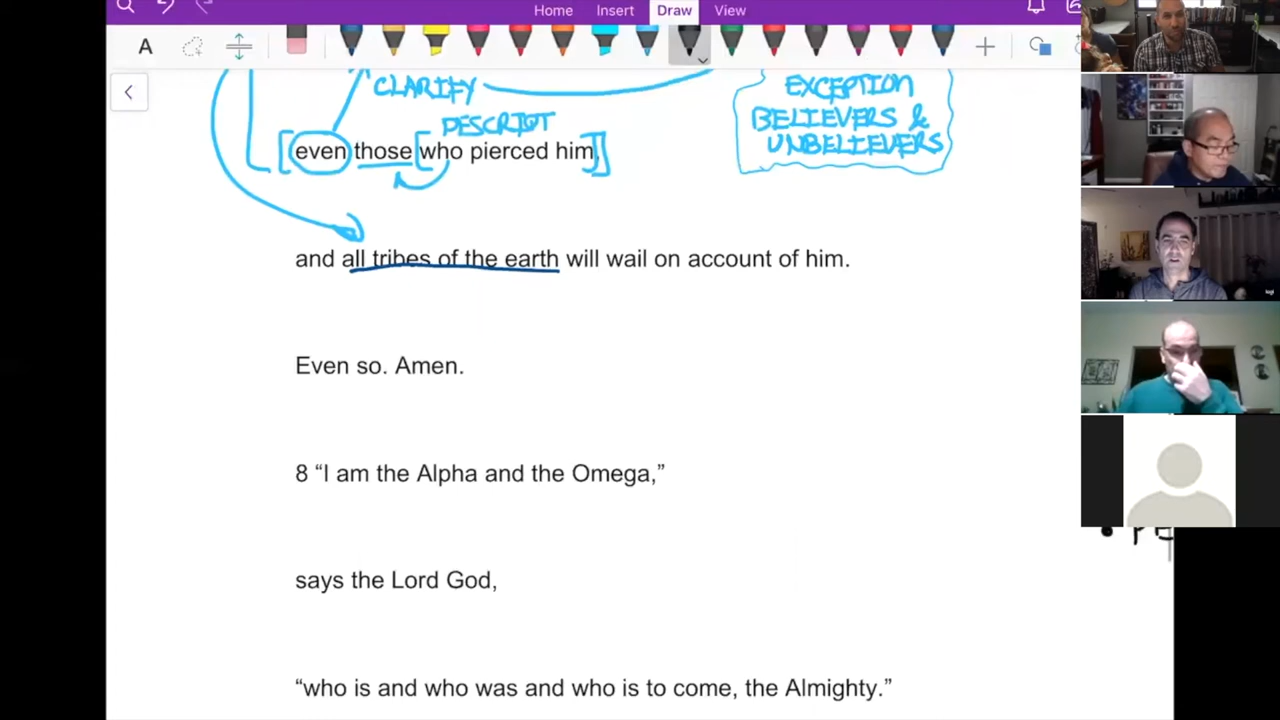 Home Insert Draw View
A
CLARIFY
EXCEPTION
BELIEVERS &
UNBELIEVERS
DESCRIPT
[even those [who pierced him.]]
and all tribes of the earth will wail on account of him.
Even so. Amen.
8 “I am the Alpha and the Omega,”
says the Lord God,
“who is and who was and who is to come, the Almighty.”